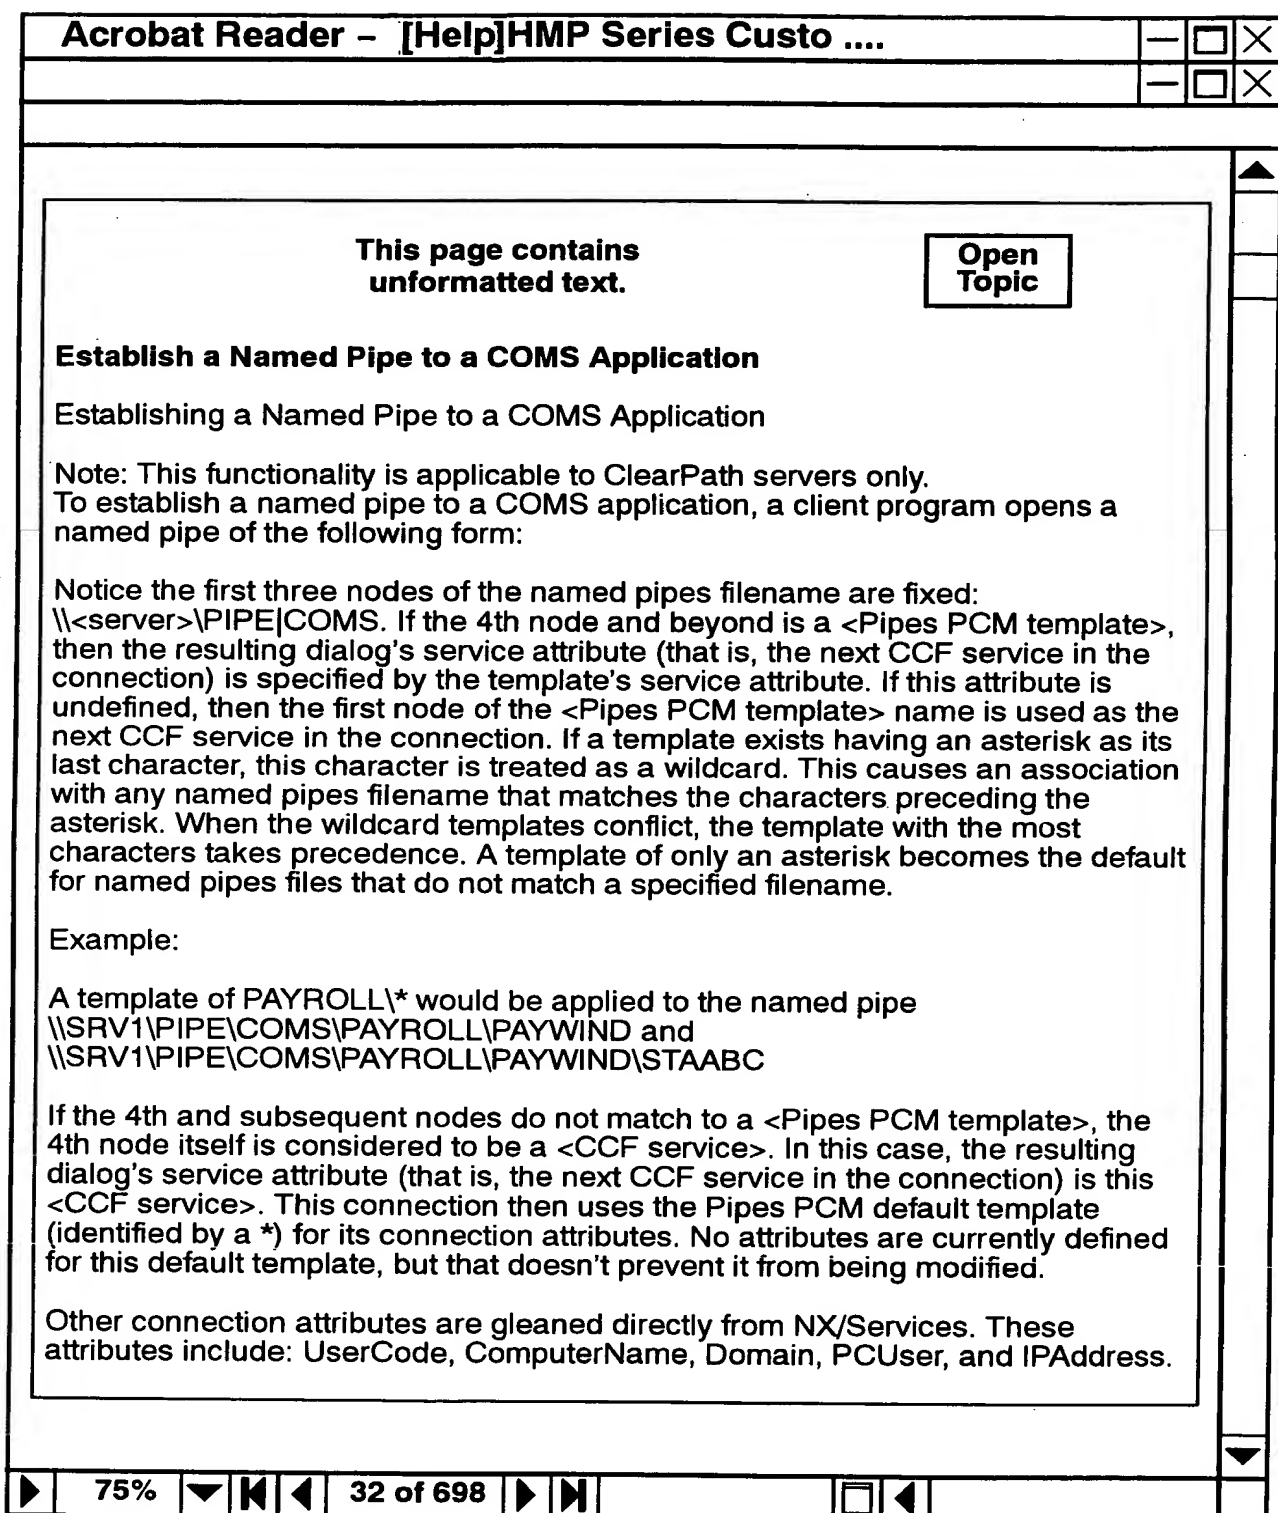 Acrobat Reader – [Help]HMP Series Custo ....
This page contains
unformatted text.
Open
Topic
Establish a Named Pipe to a COMS Application
Establishing a Named Pipe to a COMS Application
Note: This functionality is applicable to ClearPath servers only.
To establish a named pipe to a COMS application, a client program opens a
named pipe of the following form:
Notice the first three nodes of the named pipes filename are fixed:
\\<server>\PIPE|COMS. If the 4th node and beyond is a <Pipes PCM template>,
then the resulting dialog's service attribute (that is, the next CCF service in the
connection) is specified by the template's service attribute. If this attribute is
undefined, then the first node of the <Pipes PCM template> name is used as the
next CCF service in the connection. If a template exists having an asterisk as its
last character, this character is treated as a wildcard. This causes an association
with any named pipes filename that matches the characters preceding the
asterisk. When the wildcard templates conflict, the template with the most
characters takes precedence. A template of only an asterisk becomes the default
for named pipes files that do not match a specified filename.
Example:
A template of PAYROLL\* would be applied to the named pipe
\\SRV1\PIPE\COMS\PAYROLL\PAYWIND and
\\SRV1\PIPE\COMS\PAYROLL\PAYWIND\STAABC
If the 4th and subsequent nodes do not match to a <Pipes PCM template>, the
4th node itself is considered to be a <CCF service>. In this case, the resulting
dialog's service attribute (that is, the next CCF service in the connection) is this
<CCF service>. This connection then uses the Pipes PCM default template
(identified by a *) for its connection attributes. No attributes are currently defined
for this default template, but that doesn't prevent it from being modified.
Other connection attributes are gleaned directly from NX/Services. These
attributes include: UserCode, ComputerName, Domain, PCUser, and IPAddress.
75%
32 of 698